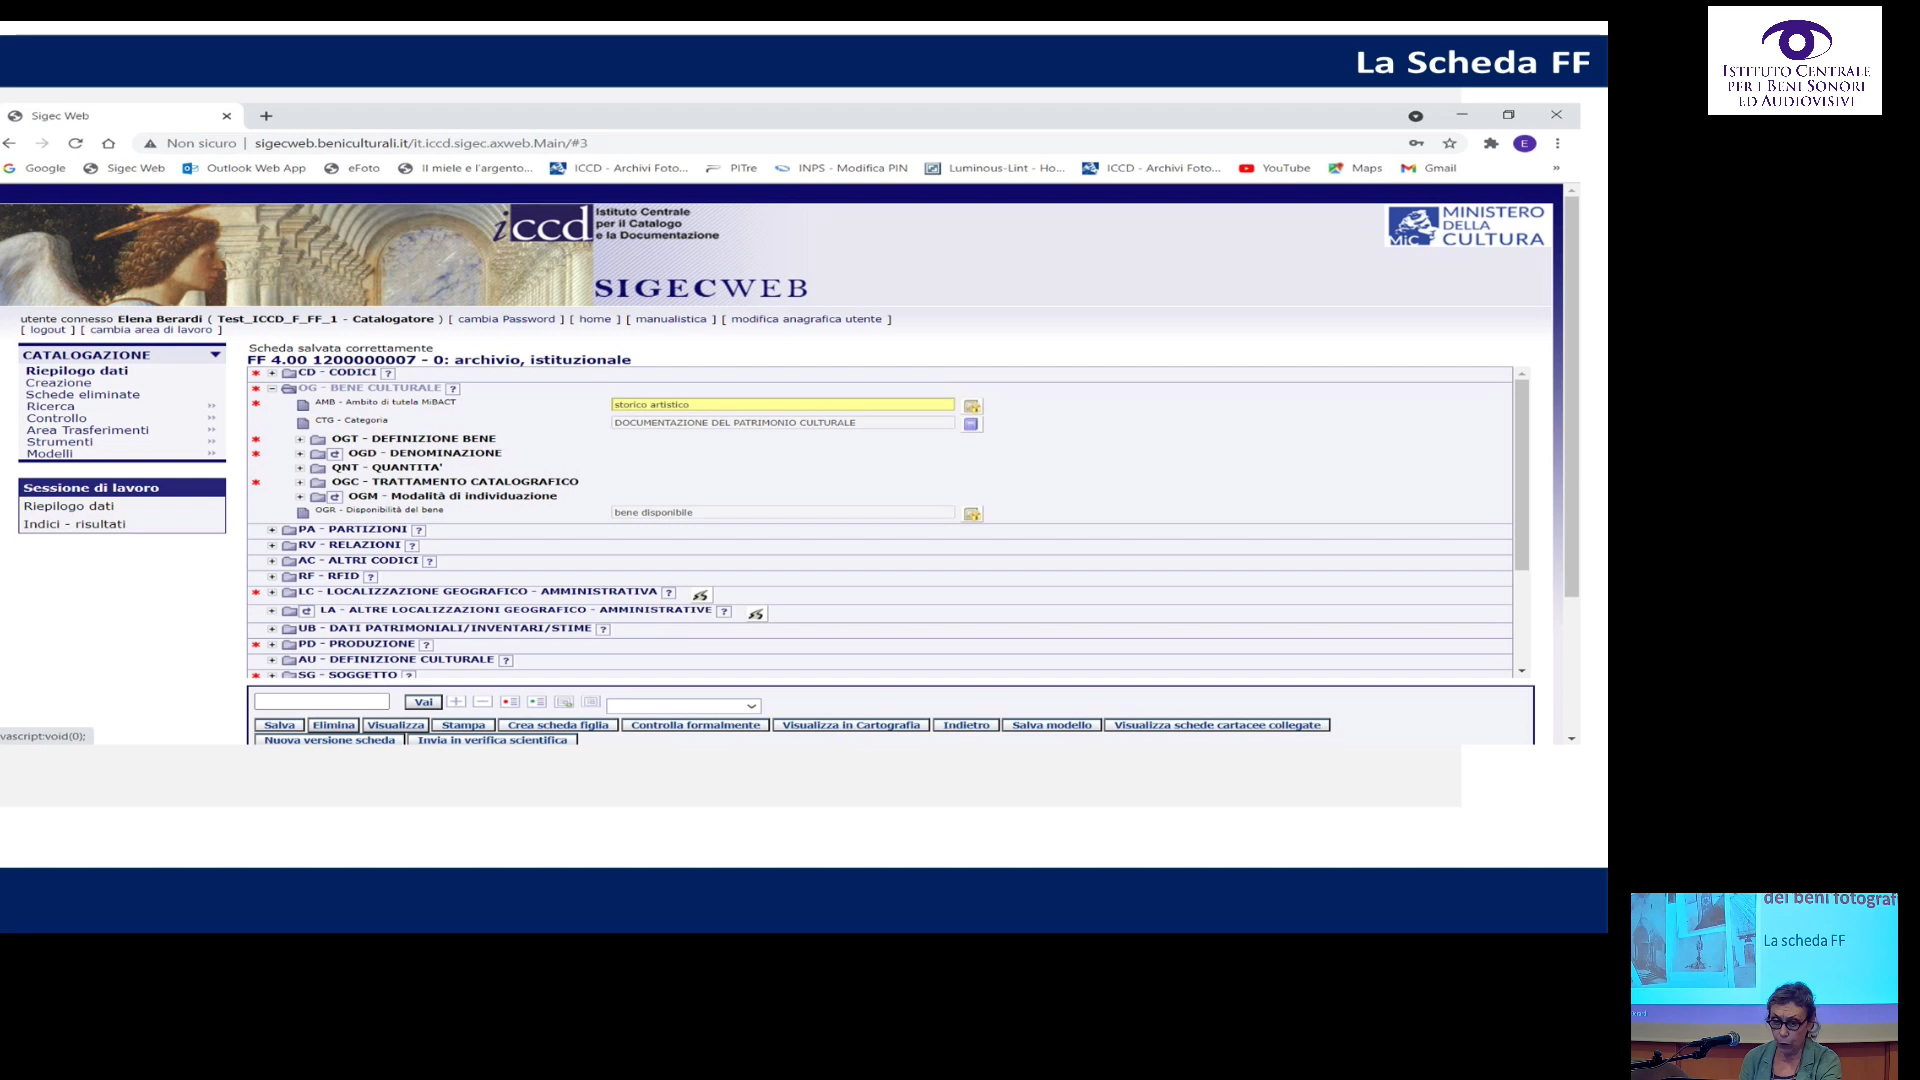 La Scheda FF
ISTITUTO CENTRALE
PER I BENI SONORI
ED AUDIOVISIVI
Sigec Web
Non sicuro | sigecweb.beniculturali.it/it.iccd.sigec.axweb.Main/#3
E
Google Sigec Web Outlook Web App eFoto Il miele e l'argento... ICCD - Archivi Foto... PITre INPS - Modifica PIN Luminous-Lint - Ho... ICCD - Archivi Foto... YouTube Maps Gmail »
iccd Istituto Centrale
per il Catalogo
e la Documentazione
MiC MINISTERO
DELLA
CULTURA
SIGECWEB
utente connesso Elena Berardi ( Test_ICCD_F_FF_1 - Catalogatore ) [ cambia Password ] [ home ] [ manualistica ] [ modifica anagrafica utente ]
[ logout ] [ cambia area di lavoro ]
CATALOGAZIONE
Riepilogo dati
Creazione
Schede eliminate
Ricerca
Controllo
Area Trasferimenti
Strumenti
Modelli
Sessione di lavoro
Riepilogo dati
Indici - risultati
Scheda salvata correttamente
FF 4.00 1200000007 - 0: archivio, istituzionale
* CD - CODICI ?
* OG - BENE CULTURALE ?
* AMB - Ambito di tutela MiBACT storico artistico
CTG - Categoria DOCUMENTAZIONE DEL PATRIMONIO CULTURALE
* OGT - DEFINIZIONE BENE
* OGD - DENOMINAZIONE
QNT - QUANTITA'
* OGC - TRATTAMENTO CATALOGRAFICO
OGM - Modalità di individuazione
OGR - Disponibilità del bene bene disponibile
PA - PARTIZIONI ?
RV - RELAZIONI ?
AC - ALTRI CODICI ?
RF - RFID ?
* LC - LOCALIZZAZIONE GEOGRAFICO - AMMINISTRATIVA ?
LA - ALTRE LOCALIZZAZIONI GEOGRAFICO - AMMINISTRATIVE ?
UB - DATI PATRIMONIALI/INVENTARI/STIME ?
* PD - PRODUZIONE ?
AU - DEFINIZIONE CULTURALE ?
* SG - SOGGETTO ?
Vai
Salva Elimina Visualizza Stampa Crea scheda figlia Controlla formalmente Visualizza in Cartografia Indietro Salva modello Visualizza schede cartacee collegate
Nuova versione scheda Invia in verifica scientifica
vascript:void(0);
dei beni fotograf
La scheda FF